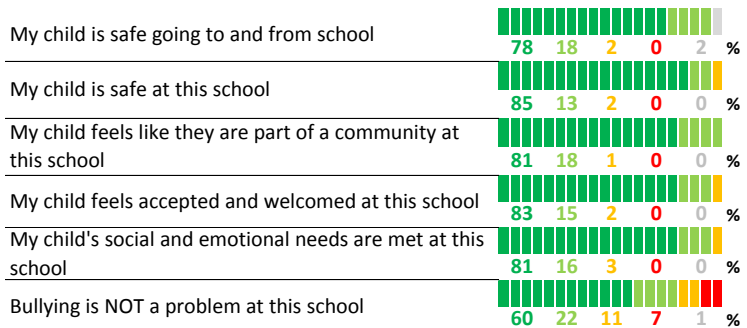 My child is safe going to and from school
78 18 2 0 2 %
My child is safe at this school
85 13 2 0 0 %
My child feels like they are part of a community at
this school
81 18 1 0 0 %
My child feels accepted and welcomed at this school
83 15 2 0 0 %
My child's social and emotional needs are met at this
school
81 16 3 0 0 %
Bullying is NOT a problem at this school
60 22 11 7 1 %